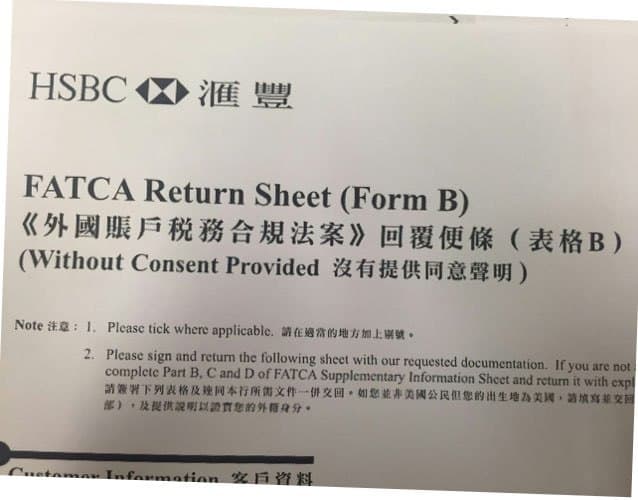 HSBC 滙豐
FATCA Return Sheet (Form B)
《外國賬戶稅務合規法案》回覆便條（表格B）
(Without Consent Provided 沒有提供同意聲明)
Note 注意： 1. Please tick where applicable. 請在適當的地方加上剔號。
2. Please sign and return the following sheet with our requested documentation. If you are not
complete Part B, C and D of FATCA Supplementary Information Sheet and return it with
請簽署下列表格及連同本行所需文件一併交回。如您並非美國公民但您的出生地為美國，請填寫並交回
部），及提供說明以證實您的外籍身分。
Customer Information 客戶資料